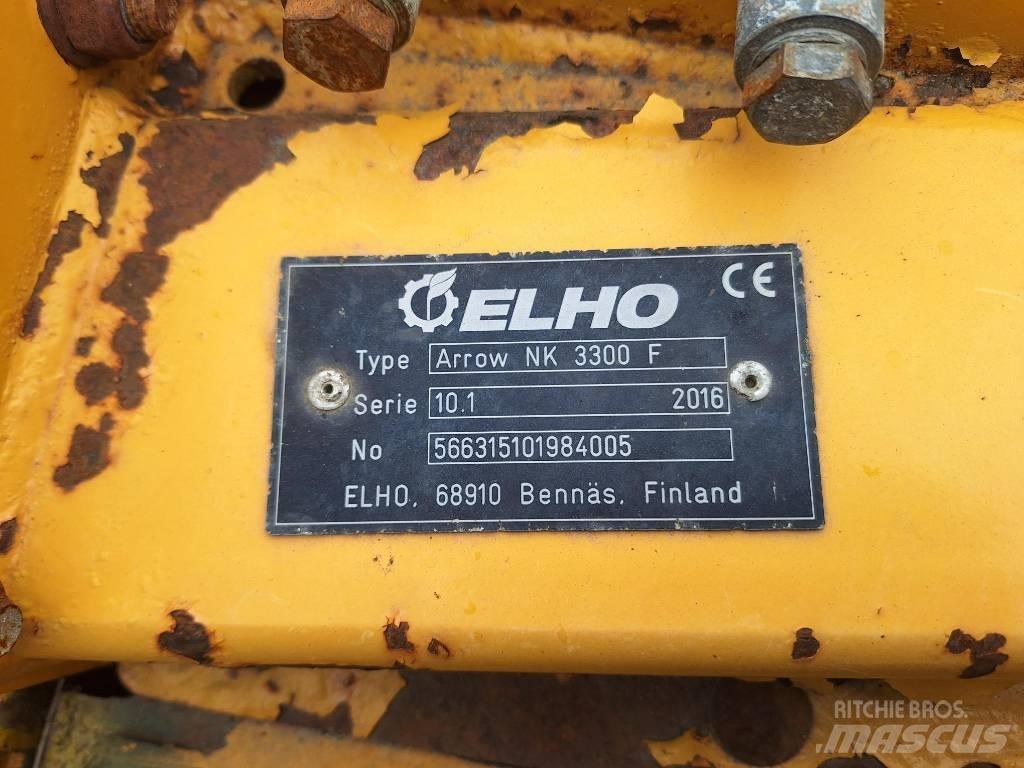 ELHO CE
Type Arrow NK 3300 F
Serie 10.1 2016
No 566315101984005
ELHO, 68910 Bennäs, Finland
RITCHIE BROS.
MASCUS